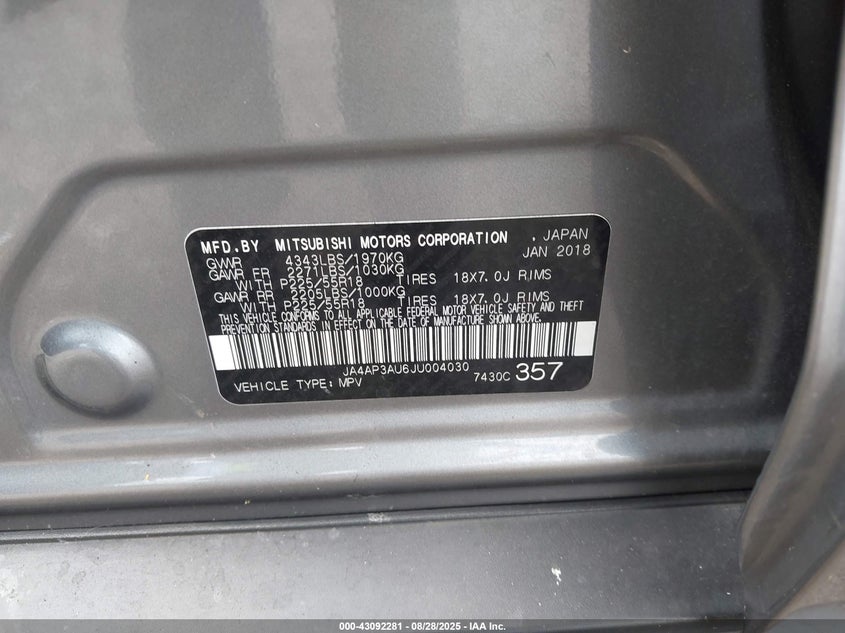 MFD.BY MITSUBISHI MOTORS CORPORATION , JAPAN
JAN 2018
GVWR 4343LBS/1970KG
GAWR FR 2271LBS/1030KG
WITH P225/55R18 TIRES 18X7.0J RIMS
GAWR RR 2205LBS/1000KG
WITH P225/55R18 TIRES 18X7.0J RIMS
THIS VEHICLE CONFORMS TO ALL APPLICABLE FEDERAL MOTOR VEHICLE SAFETY AND THEFT
PREVENTION STANDARDS IN EFFECT ON THE DATE OF MANUFACTURE SHOWN ABOVE.
JA4AP3AU6JU004030
VEHICLE TYPE: MPV 7430C 357
000-43092281 - 08/28/2025 - IAA Inc.